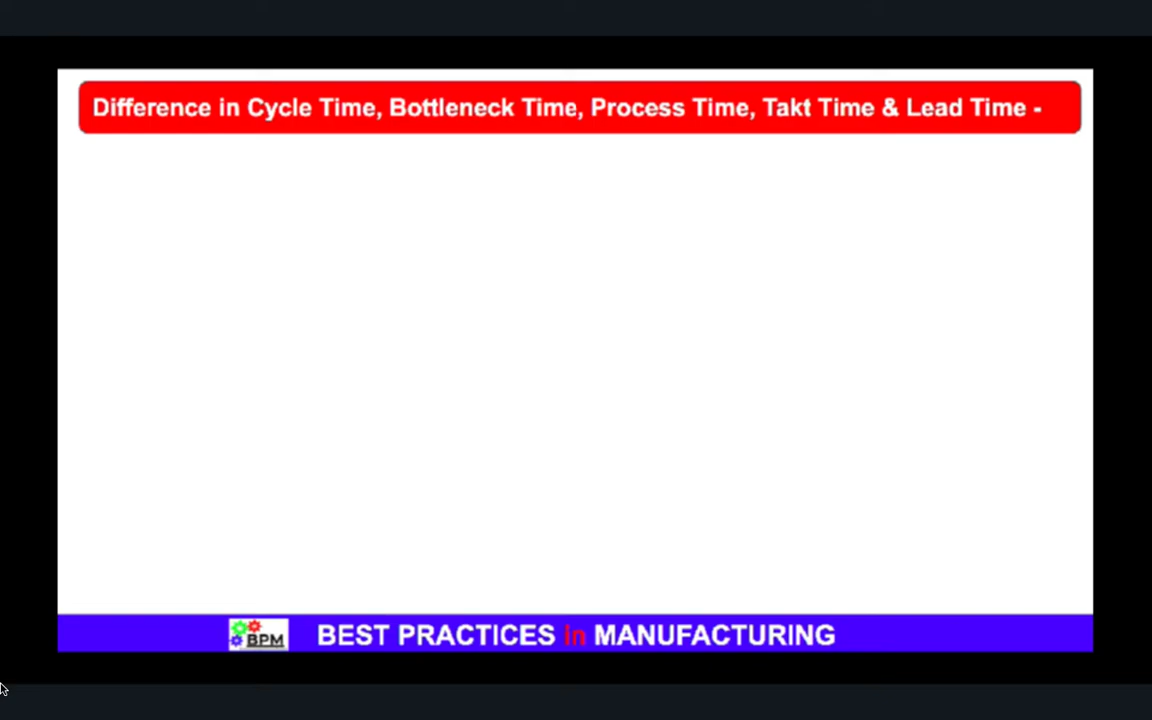 Difference in Cycle Time, Bottleneck Time, Process Time, Takt Time & Lead Time -
BPM
BEST PRACTICES in MANUFACTURING